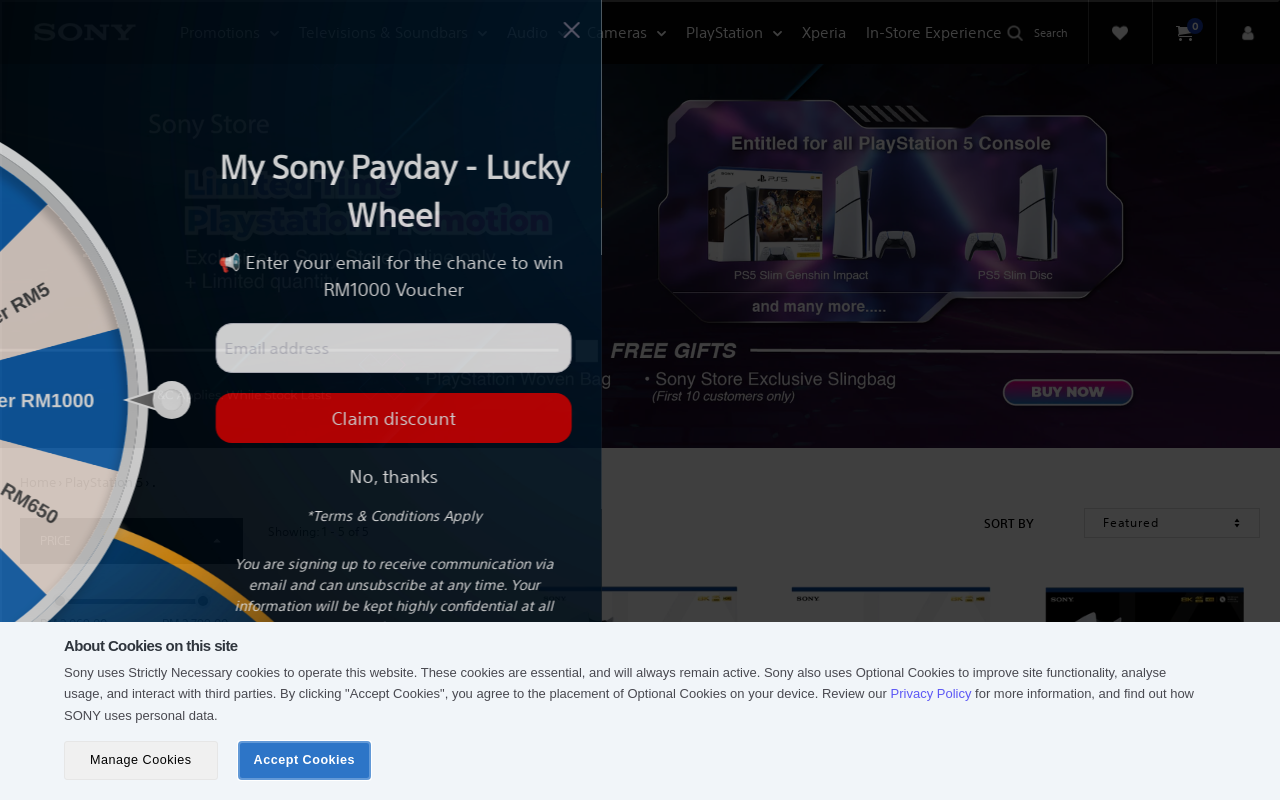 SONY
Promotions
Televisions & Soundbars
Audio
Cameras
PlayStation
Xperia
In-Store Experience
Search
0
Sony Store
My Sony Payday - Lucky
Wheel
Limited Time
Playstation Promotion
📢 Enter your email for the chance to win
RM1000 Voucher
Email address
Claim discount
No, thanks
*Terms & Conditions Apply
You are signing up to receive communication via
email and can unsubscribe at any time. Your
information will be kept highly confidential at all
RM5
RM1000
RM650
Entitled for all PlayStation 5 Console
PS5 Slim Genshin Impact
PS5 Slim Disc
and many more.....
FREE GIFTS
• PlayStation Woven Bag
• Sony Store Exclusive Slingbag
(First 10 customers only)
BUY NOW
While Stock Lasts
Home
PlayStation 5
PRICE
Showing: 1 - 5 of 5
SORT BY
Featured
SONY
SONY
About Cookies on this site
Sony uses Strictly Necessary cookies to operate this website. These cookies are essential, and will always remain active. Sony also uses Optional Cookies to improve site functionality, analyse
usage, and interact with third parties. By clicking "Accept Cookies", you agree to the placement of Optional Cookies on your device. Review our Privacy Policy for more information, and find out how
SONY uses personal data.
Manage Cookies
Accept Cookies